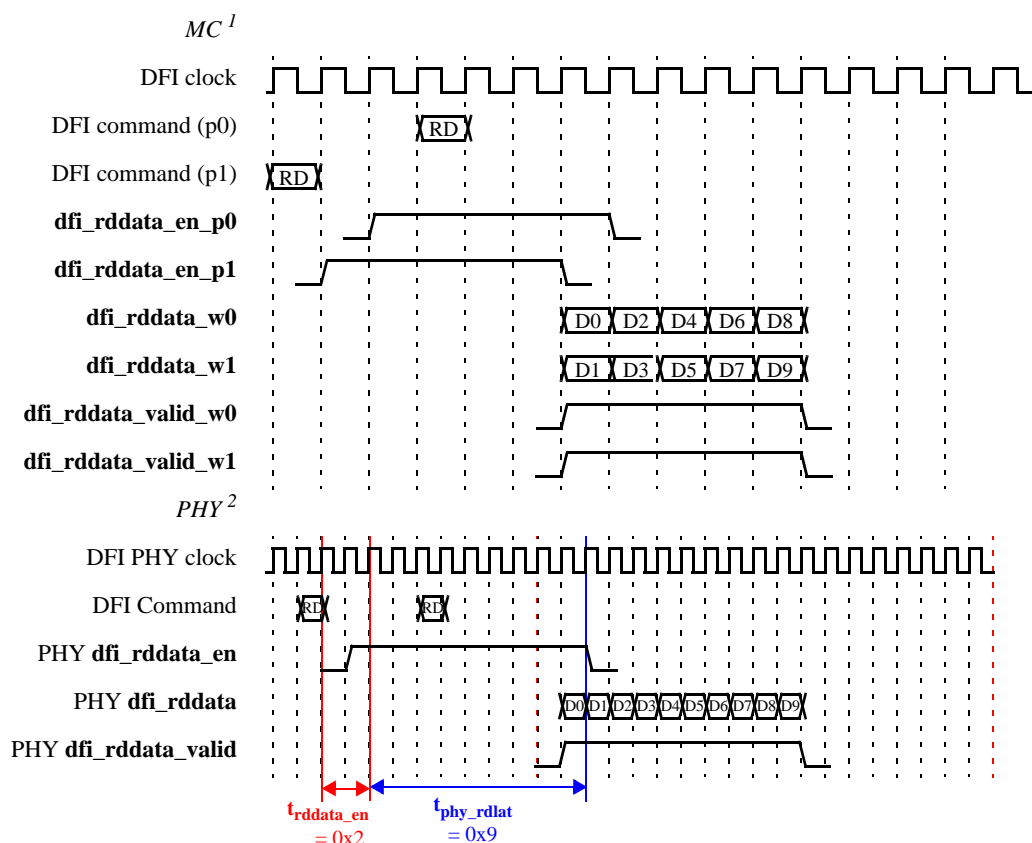 MC 1
DFI clock
DFI command (p0) RD
DFI command (p1) RD
dfi_rddata_en_p0
dfi_rddata_en_p1
dfi_rddata_w0 D0 D2 D4 D6 D8
dfi_rddata_w1 D1 D3 D5 D7 D9
dfi_rddata_valid_w0
dfi_rddata_valid_w1
PHY 2
DFI PHY clock
DFI Command RD RD
PHY dfi_rddata_en
PHY dfi_rddata D0 D1 D2 D3 D4 D5 D6 D7 D8 D9
PHY dfi_rddata_valid
trddata_en tphy_rdlat
= 0x2 = 0x9